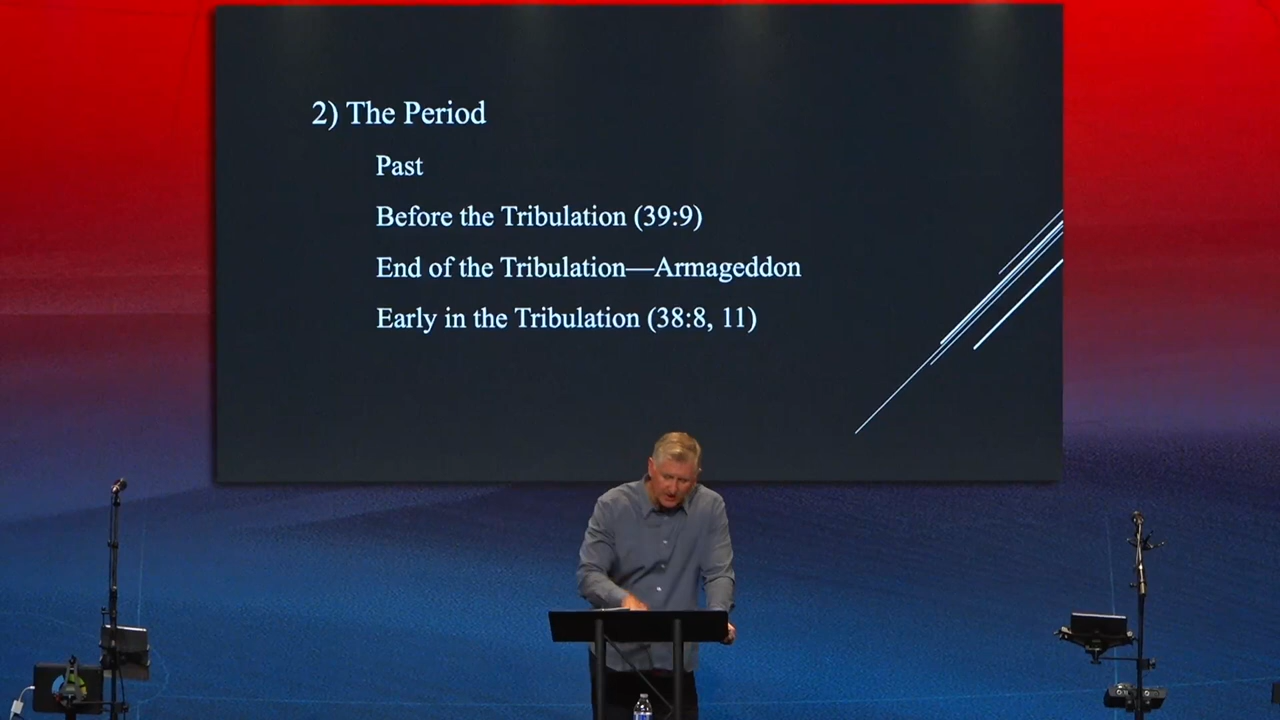 2) The Period
Past
Before the Tribulation (39:9)
End of the Tribulation—Armageddon
Early in the Tribulation (38:8, 11)